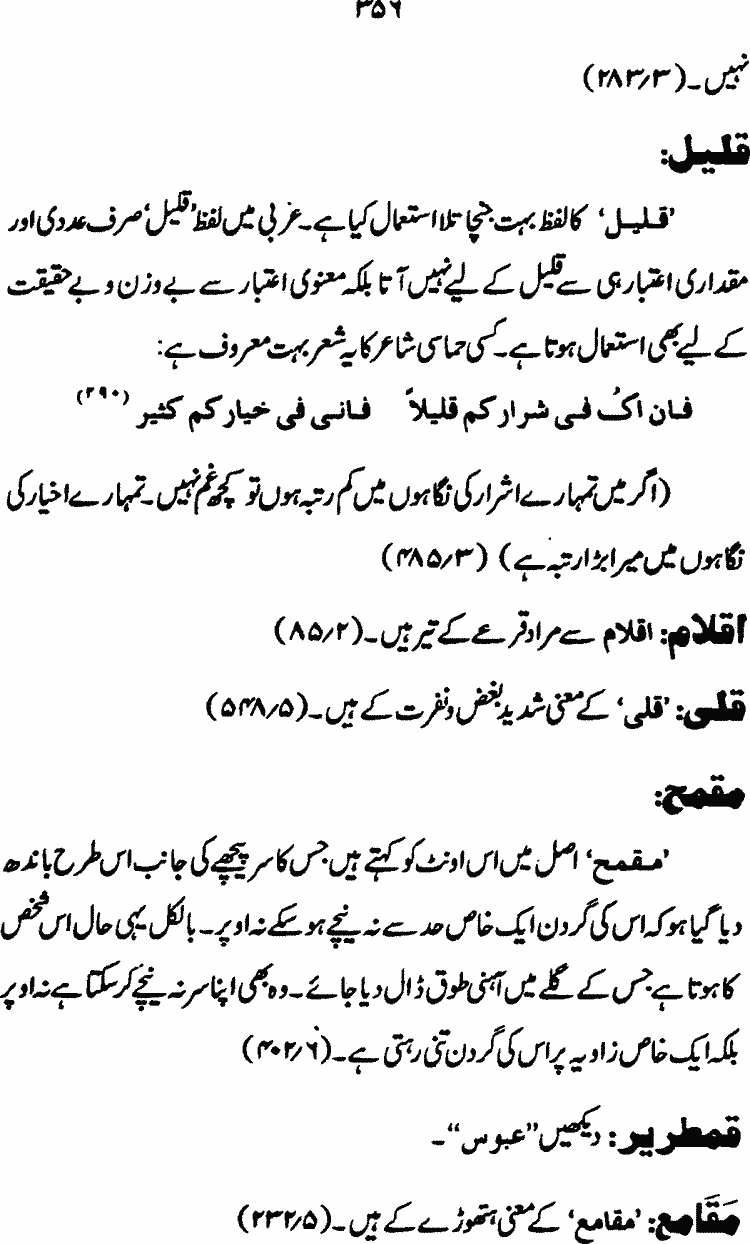 ۳۵۶
نہیں۔(۲۸۳/۳)
قلیل:
’قلیل‘ کا لفظ بہت جچا تلا استعمال کیا ہے۔ عربی میں لفظ ’قلیل‘ صرف عددی اور
مقداری اعتبار ہی سے قلیل کے لیے نہیں آتا بلکہ معنوی اعتبار سے بے وزن و بے حقیقت
کے لیے بھی استعمال ہوتا ہے۔ کسی حماسی شاعر کا یہ شعر بہت معروف ہے:
فان اکُ فی شرار کم قلیلاً فانی فی خیار کم کثیر (۲۹۰)
(اگر میں تمہارے اشرار کی نگاہوں میں کم رتبہ ہوں تو کچھ غم نہیں۔ تمہارے اخیار کی
نگاہوں میں میرا بڑا رتبہ ہے) (۴۸۵/۳)
اقلام: اقلام سے مراد قرعے کے تیر ہیں۔(۸۵/۲)
قلی: ’قلی‘ کے معنی شدید بغض و نفرت کے ہیں۔(۵۴۸/۵)
مقمح:
’مقمح‘ اصل میں اس اونٹ کو کہتے ہیں جس کا سر پیچھے کی جانب اس طرح باندھ
دیا گیا ہو کہ اس کی گردن ایک خاص حد سے نہ نیچے ہو سکے نہ اوپر۔ بالکل یہی حال اس شخص
کا ہوتا ہے جس کے گلے میں آہنی طوق ڈال دیا جائے۔ وہ بھی اپنا سر نہ نیچے کر سکتا ہے نہ اوپر
بلکہ ایک خاص زاویہ پر اس کی گردن تنی رہتی ہے۔(۴۰۲/۶)
قمطریر: دیکھیں”عبوس“۔
مَقَامع: ’مقامع‘ کے معنی ہتھوڑے کے ہیں۔(۲۳۲/۵)